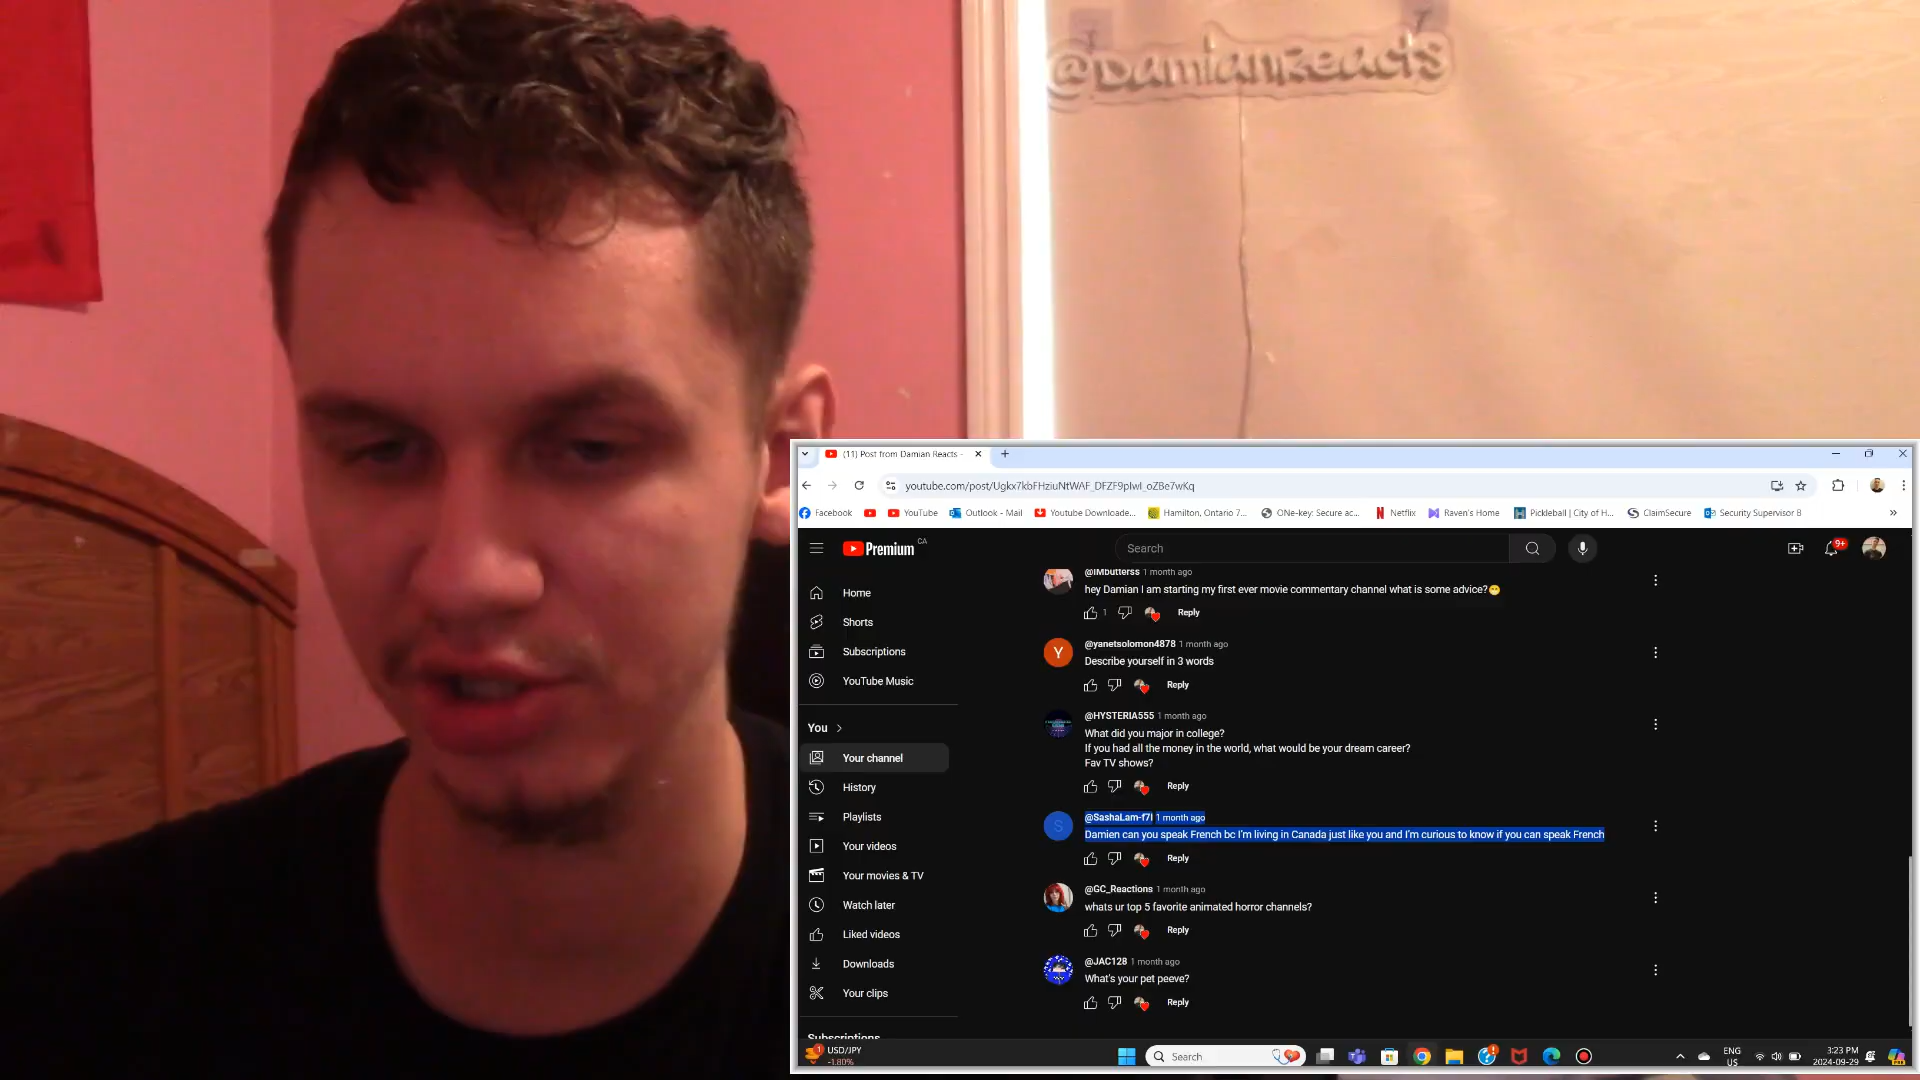 @DamianReacts
(11) Post from Damian Reacts -
youtube.com/post/Ugkx7kbFHziuNtWAF_DFZF9pIwI_oZBe7wKq
Facebook YouTube Outlook - Mail Youtube Downloade... Hamilton, Ontario 7... ONe-key: Secure ac... Netflix Raven's Home Pickleball | City of H... ClaimSecure Security Supervisor 8 »
Premium CA
Search
9+
Home
Shorts
Subscriptions
YouTube Music
You
Your channel
History
Playlists
Your videos
Your movies & TV
Watch later
Liked videos
Downloads
Your clips
Subscriptions
@IMbutterss 1 month ago
hey Damian I am starting my first ever movie commentary channel what is some advice?😁
1 Reply
Y
@yanetsolomon4878 1 month ago
Describe yourself in 3 words
Reply
@HYSTERIA555 1 month ago
What did you major in college?
If you had all the money in the world, what would be your dream career?
Fav TV shows?
Reply
S
@SashaLam-f7l 1 month ago
Damien can you speak French bc I'm living in Canada just like you and I'm curious to know if you can speak French
Reply
@GC_Reactions 1 month ago
whats ur top 5 favorite animated horror channels?
Reply
@JAC128 1 month ago
What's your pet peeve?
Reply
1
USD/JPY
-1.80%
Search
ENG
US
3:23 PM
2024-09-29